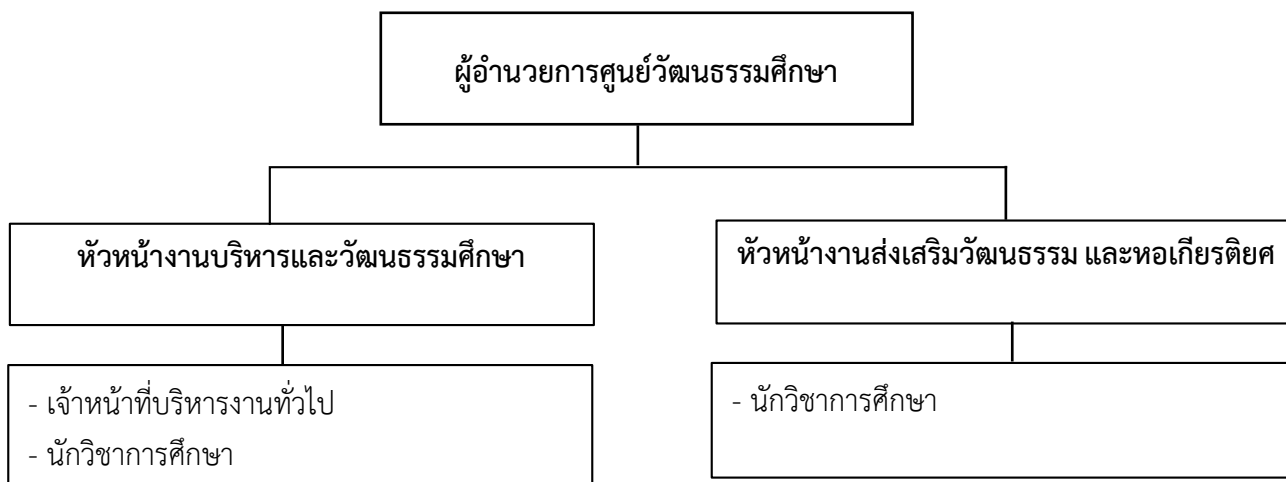 ผู้อำนวยการศูนย์วัฒนธรรมศึกษา
หัวหน้างานบริหารและวัฒนธรรมศึกษา
หัวหน้างานส่งเสริมวัฒนธรรม และหอเกียรติยศ
- เจ้าหน้าที่บริหารงานทั่วไป
- นักวิชาการศึกษา
- นักวิชาการศึกษา